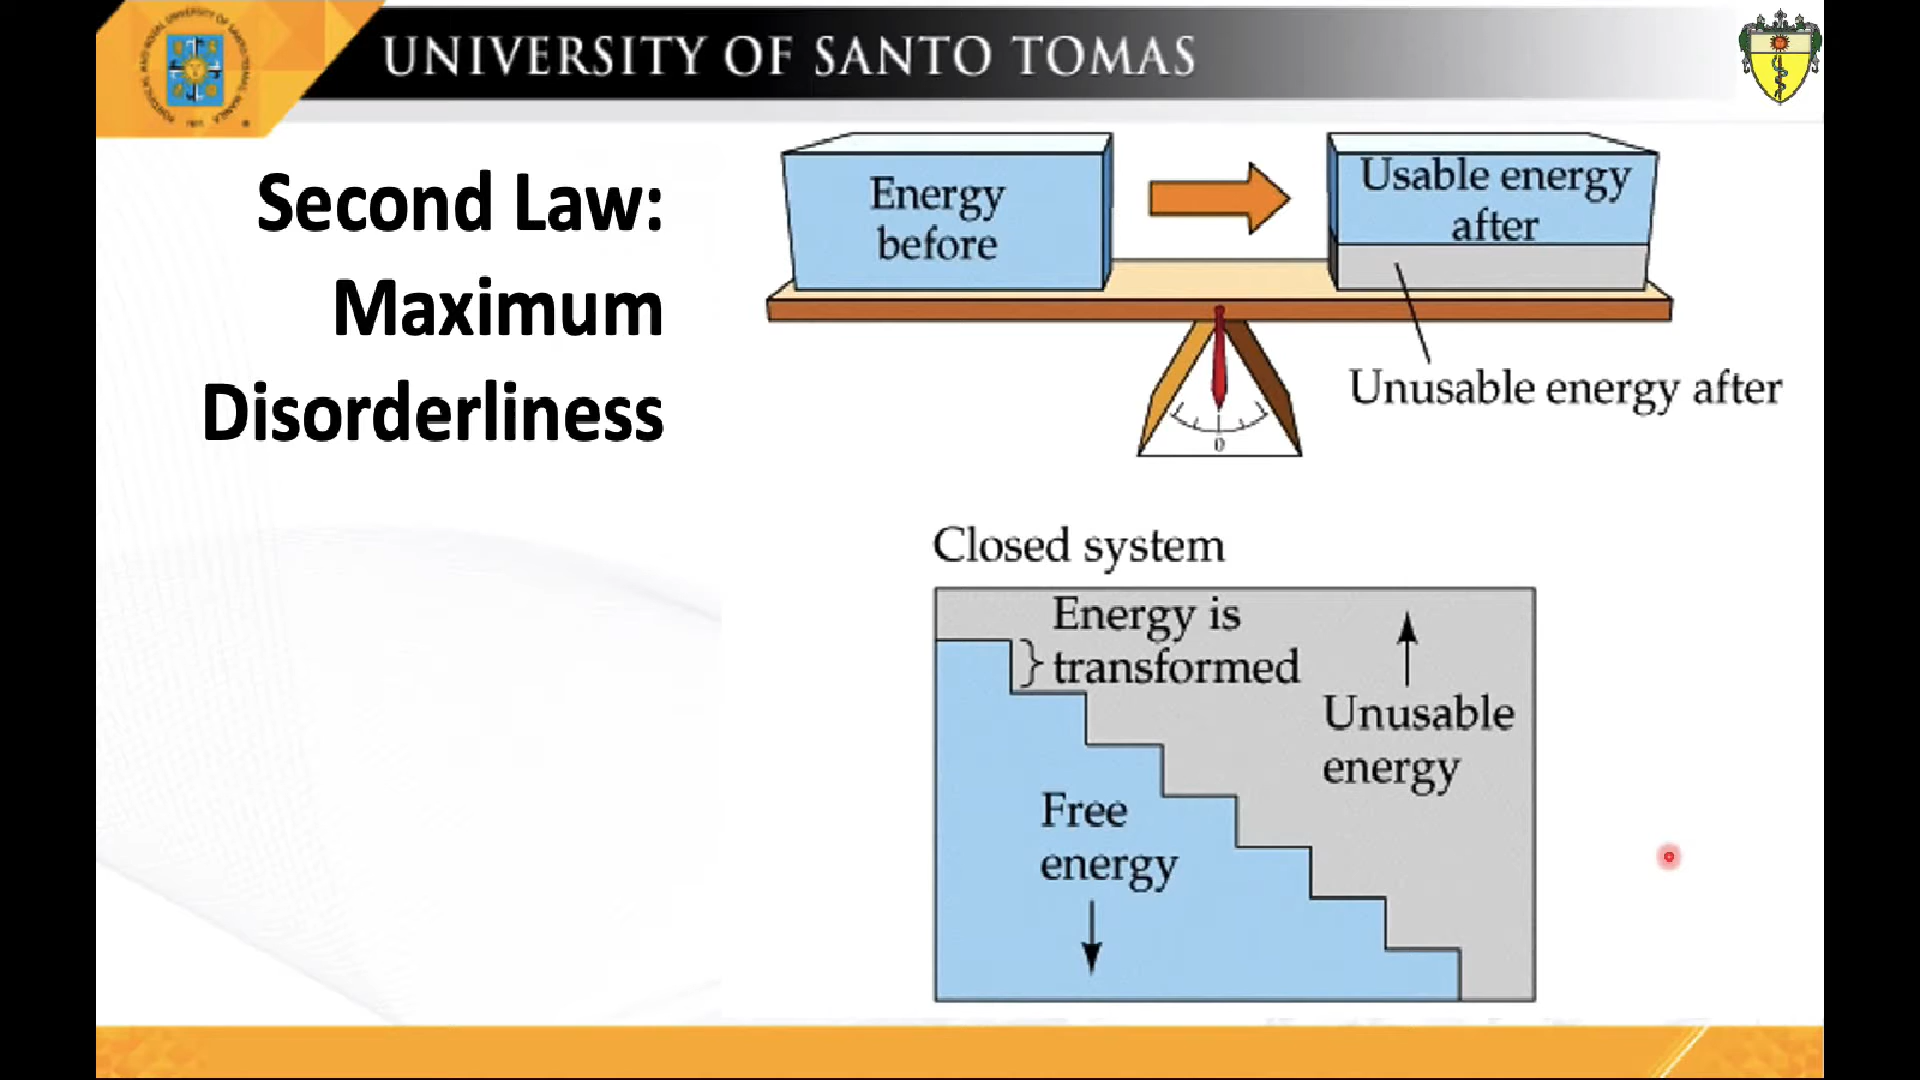 UNIVERSITY OF SANTO TOMAS
Second Law:
Maximum
Disorderliness
Energy
before
Usable energy
after
Unusable energy after
0
Closed system
Energy is
transformed
Unusable
energy
Free
energy